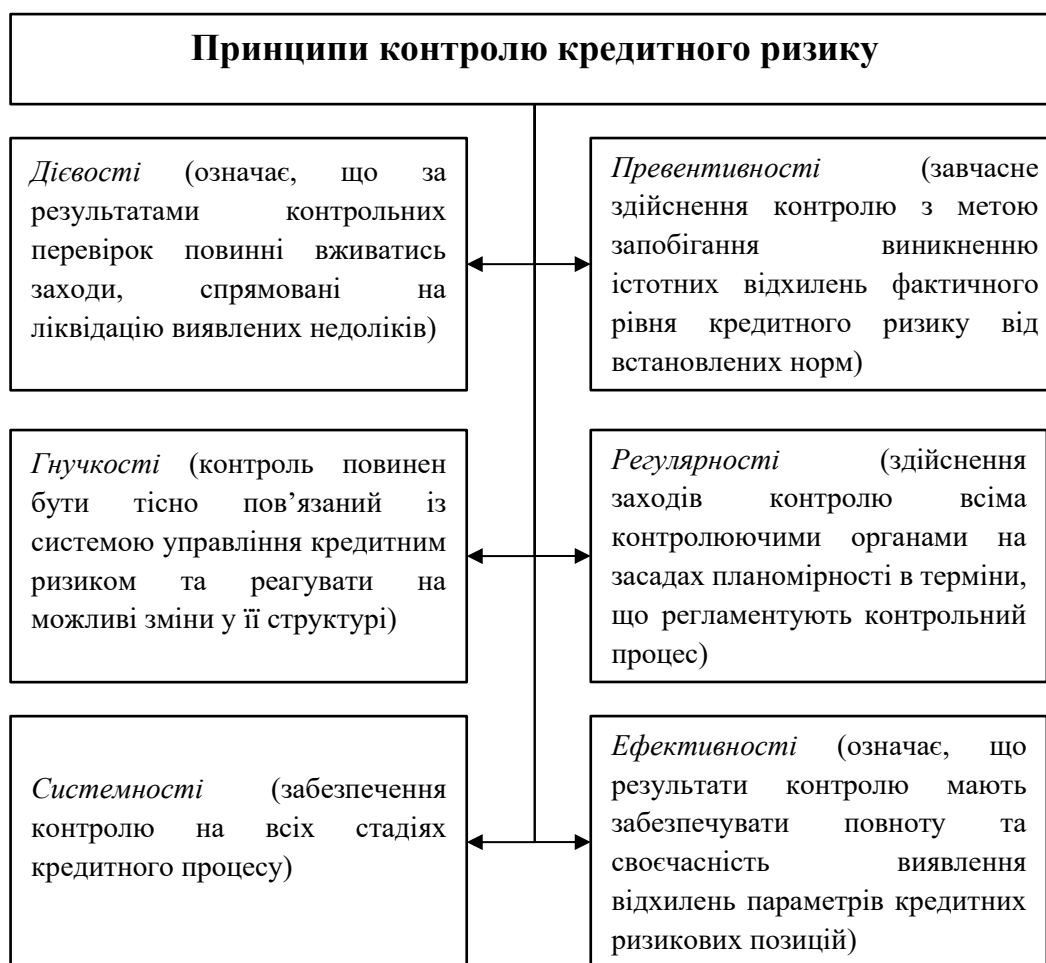 Принципи контролю кредитного ризику
Дієвості (означає, що за
результатами контрольних
перевірок повинні вживатись
заходи, спрямовані на
ліквідацію виявлених недоліків)
Превентивності (завчасне
здійснення контролю з метою
запобігання виникненню
істотних відхилень фактичного
рівня кредитного ризику від
встановлених норм)
Гнучкості (контроль повинен
бути тісно пов’язаний із
системою управління кредитним
ризиком та реагувати на
можливі зміни у її структурі)
Регулярності (здійснення
заходів контролю всіма
контролюючими органами на
засадах планомірності в терміни,
що регламентують контрольний
процес)
Системності (забезпечення
контролю на всіх стадіях
кредитного процесу)
Ефективності (означає, що
результати контролю мають
забезпечувати повноту та
своєчасність виявлення
відхилень параметрів кредитних
ризикових позицій)